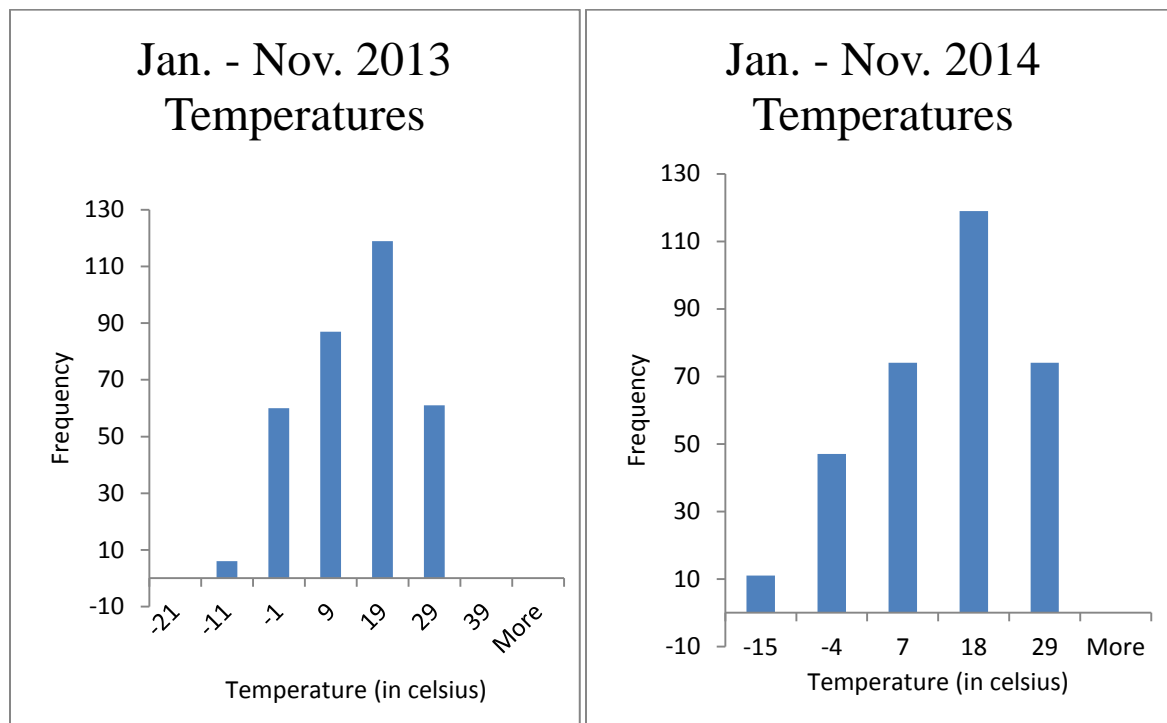 Jan. - Nov. 2013
Temperatures
130
110
90
70
50
30
10
-10
Frequency
-21
-11
-1
9
19
29
39
More
Temperature (in celsius)
Jan. - Nov. 2014
Temperatures
130
110
90
70
50
30
10
-10
Frequency
-15 -4 7 18 29 More
Temperature (in celsius)